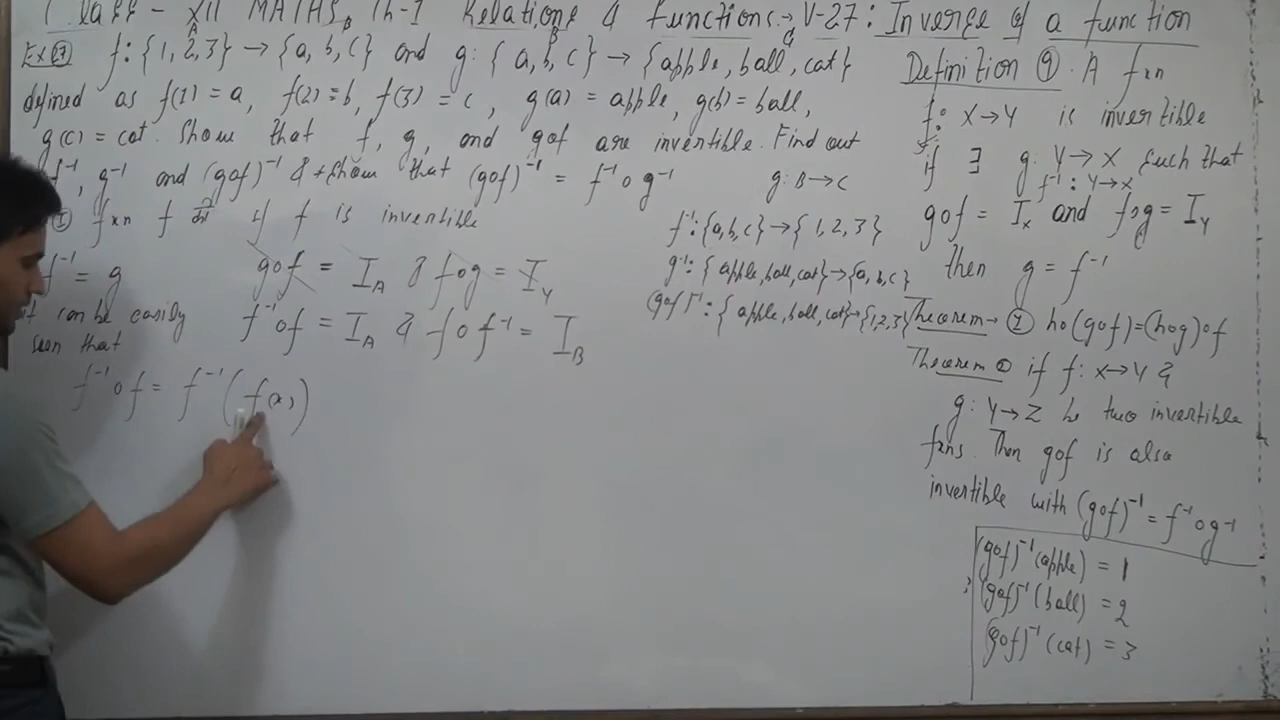 Class - XII MATHS, Ch-1 Relations & functions → V-27 : Inverse of a function
Ex 27 f: {1, 2, 3} → {a, b, c} and g: {a, b, c} → {apple, ball, cat}
A B C
defined as f(1) = a, f(2) = b, f(3) = c, g(a) = apple, g(b) = ball,
g(c) = cat. Show that f, g, and gof are invertible. Find out
f⁻¹, g⁻¹ and (gof)⁻¹ & show that (gof)⁻¹ = f⁻¹og⁻¹
g: B→C
① fxn f if f is invertible
f⁻¹ = g gof = I_A & fog = I_Y
it can be easily f⁻¹of = I_A & fof⁻¹ = I_B
seen that
f⁻¹of = f⁻¹(f(x))
f⁻¹: {a,b,c} → {1, 2, 3}
g⁻¹: {apple, ball, cat} → {a, b, c}
(gof)⁻¹: {apple, ball, cat} → {1,2,3}
Definition 9. A fxn
f: X→Y is invertible
if ∃ g: Y→X such that
f⁻¹: Y→X
gof = I_X and fog = I_Y
then g = f⁻¹
Theorem → ① ho(gof) = (hog)of
Theorem ② if f: X→Y &
g: Y→Z be two invertible
fxns. Then gof is also
invertible with (gof)⁻¹ = f⁻¹og⁻¹
(gof)⁻¹(apple) = 1
(gof)⁻¹(ball) = 2
(gof)⁻¹(cat) = 3